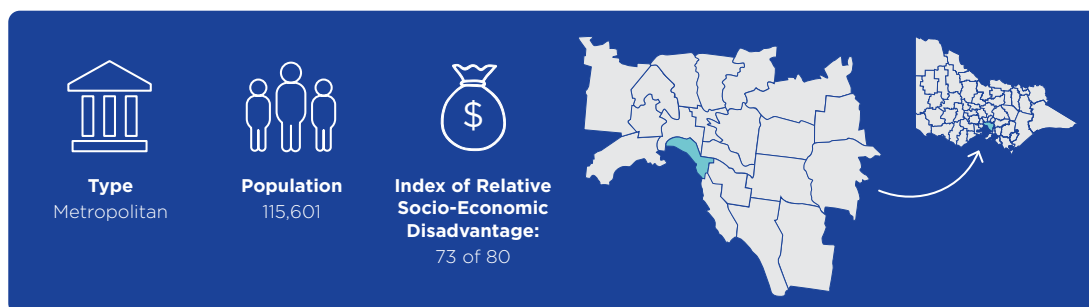 $
Type
Metropolitan
Population
115,601
Index of Relative
Socio-Economic
Disadvantage:
73 of 80